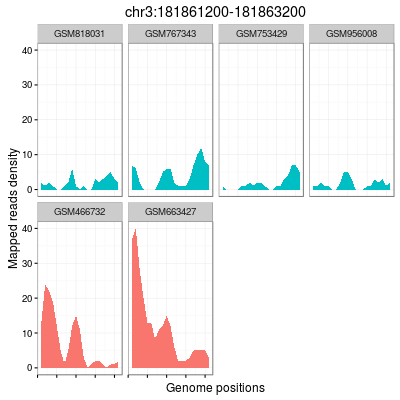 chr3:181861200-181863200
GSM818031 GSM767343 GSM753429 GSM956008
40
30
20
10
0
GSM466732 GSM663427
40
30
20
10
0
Mapped reads density
Genome positions